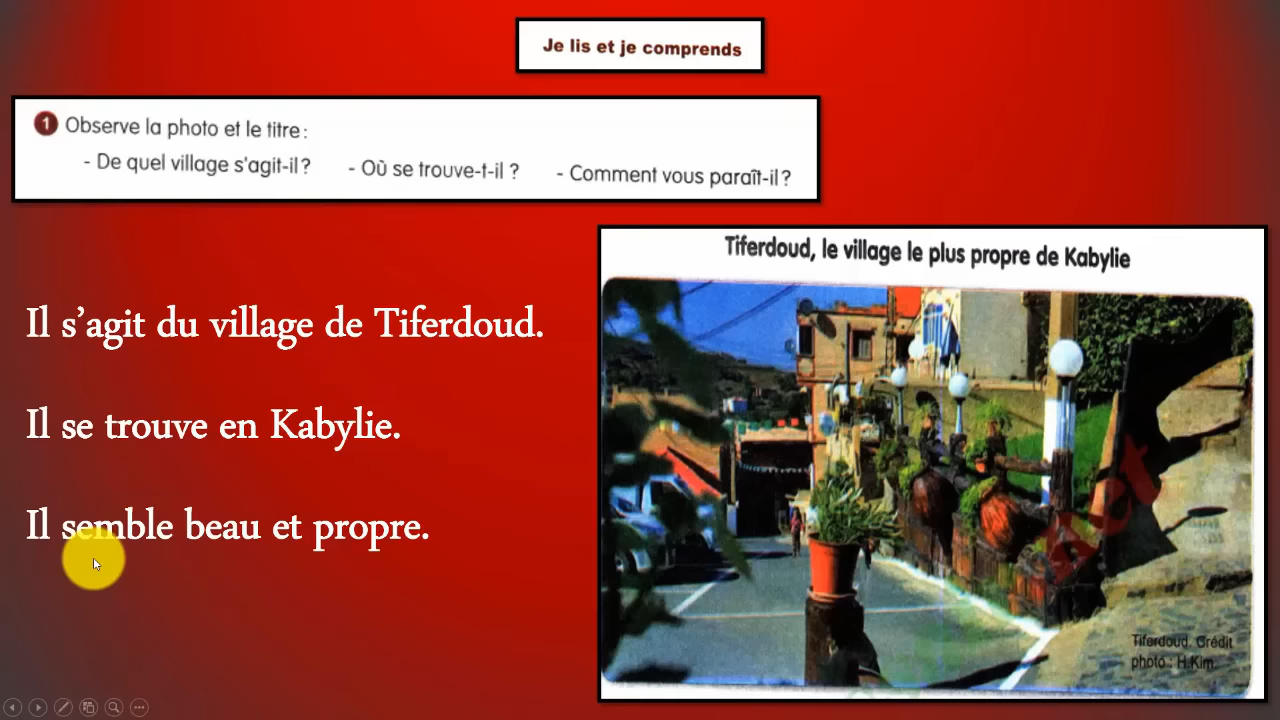 Je lis et je comprends
1 Observe la photo et le titre :
- De quel village s'agit-il ? - Où se trouve-t-il ? - Comment vous paraît-il ?
Il s'agit du village de Tiferdoud.
Il se trouve en Kabylie.
Il semble beau et propre.
Tiferdoud, le village le plus propre de Kabylie
Tiferdoud. Crédit
photo : H.Kim.